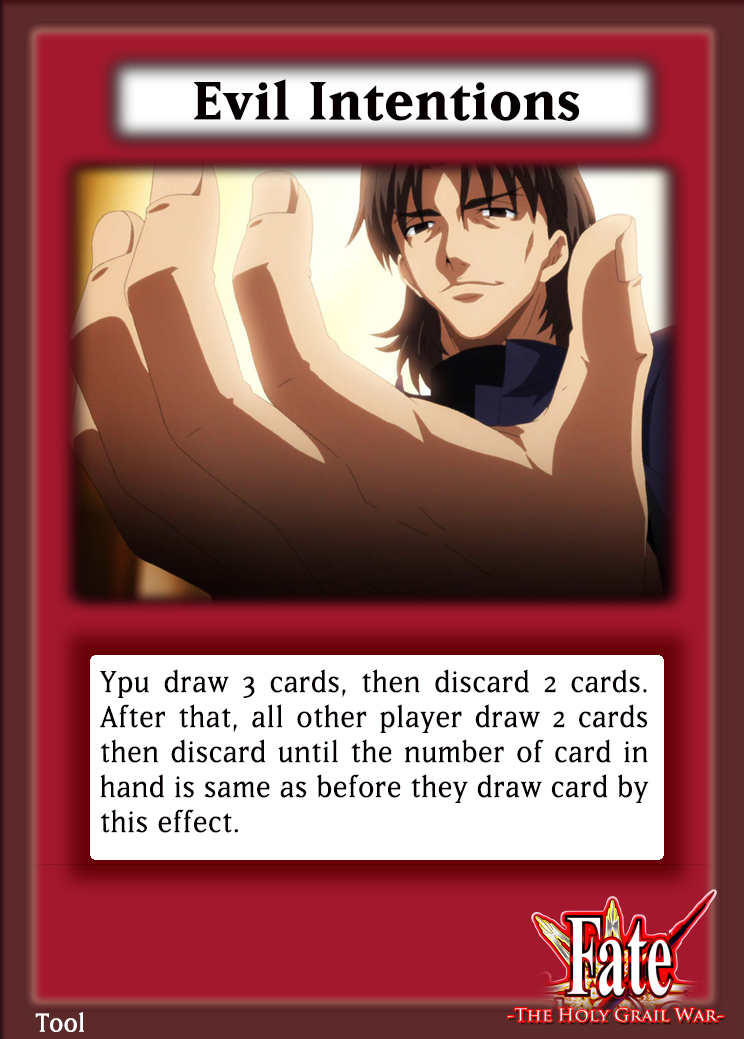 Evil Intentions
Ypu draw 3 cards, then discard 2 cards.
After that, all other player draw 2 cards
then discard until the number of card in
hand is same as before they draw card by
this effect.
Fate
-THE HOLY GRAIL WAR-
Tool